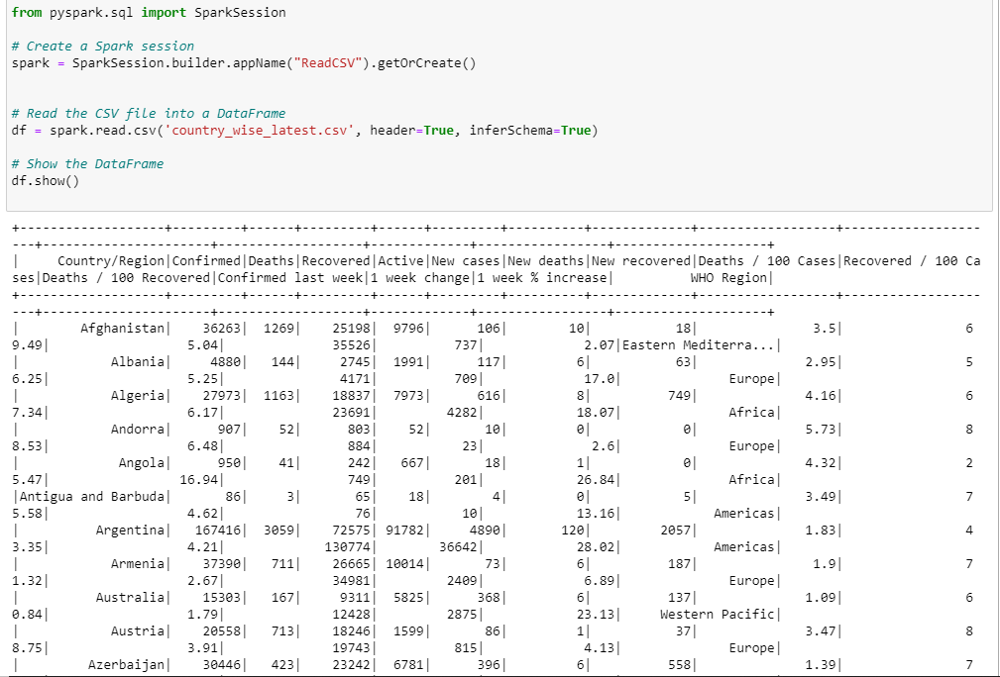 from pyspark.sql import SparkSession
# Create a Spark session
spark = SparkSession.builder.appName("ReadCSV").getOrCreate()
# Read the CSV file into a DataFrame
df = spark.read.csv('country_wise_latest.csv', header=True, inferSchema=True)
# Show the DataFrame
df.show()
+-------------------+---------+------+---------+------+---------+----------+-------------+------------------+------------------
---+----------------------+-------------------+-------------+-----------------+--------------------+
|     Country/Region|Confirmed|Deaths|Recovered|Active|New cases|New deaths|New recovered|Deaths / 100 Cases|Recovered / 100 Ca
ses|Deaths / 100 Recovered|Confirmed last week|1 week change|1 week % increase|          WHO Region|
+-------------------+---------+------+---------+------+---------+----------+-------------+------------------+------------------
---+----------------------+-------------------+-------------+-----------------+--------------------+
|        Afghanistan|    36263|  1269|    25198|  9796|      106|        10|           18|               3.5|                6
9.49|                  5.04|              35526|          737|             2.07|Eastern Mediterra...|
|            Albania|     4880|   144|     2745|  1991|      117|         6|           63|              2.95|                5
6.25|                  5.25|               4171|          709|             17.0|              Europe|
|            Algeria|    27973|  1163|    18837|  7973|      616|         8|          749|              4.16|                6
7.34|                  6.17|              23691|         4282|            18.07|              Africa|
|            Andorra|      907|    52|      803|    52|       10|         0|            0|              5.73|                8
8.53|                  6.48|                884|           23|              2.6|              Europe|
|             Angola|      950|    41|      242|   667|       18|         1|            0|              4.32|                2
5.47|                 16.94|                749|          201|            26.84|              Africa|
|Antigua and Barbuda|       86|     3|       65|    18|        4|         0|            5|              3.49|                7
5.58|                  4.62|                 76|           10|            13.16|            Americas|
|          Argentina|   167416|  3059|    72575| 91782|     4890|       120|         2057|              1.83|                4
3.35|                  4.21|             130774|        36642|            28.02|            Americas|
|            Armenia|    37390|   711|    26665| 10014|       73|         6|          187|               1.9|                7
1.32|                  2.67|              34981|         2409|             6.89|              Europe|
|          Australia|    15303|   167|     9311|  5825|      368|         6|          137|              1.09|                6
0.84|                  1.79|              12428|         2875|            23.13|     Western Pacific|
|            Austria|    20558|   713|    18246|  1599|       86|         1|           37|              3.47|                8
8.75|                  3.91|              19743|          815|             4.13|              Europe|
|         Azerbaijan|    30446|   423|    23242|  6781|      396|         6|          558|              1.39|                7